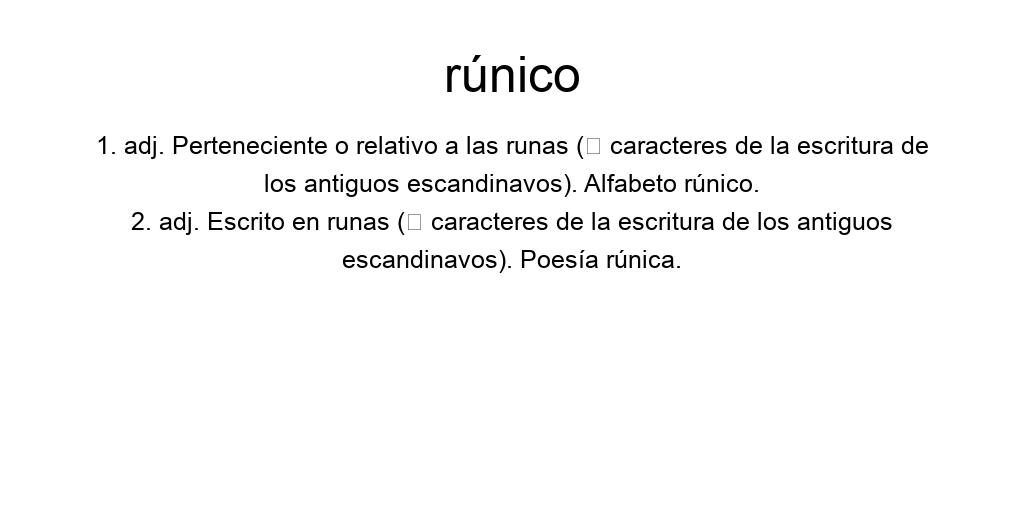 rúnico
1. adj. Perteneciente o relativo a las runas (□ caracteres de la escritura de
los antiguos escandinavos). Alfabeto rúnico.
2. adj. Escrito en runas (□ caracteres de la escritura de los antiguos
escandinavos). Poesía rúnica.